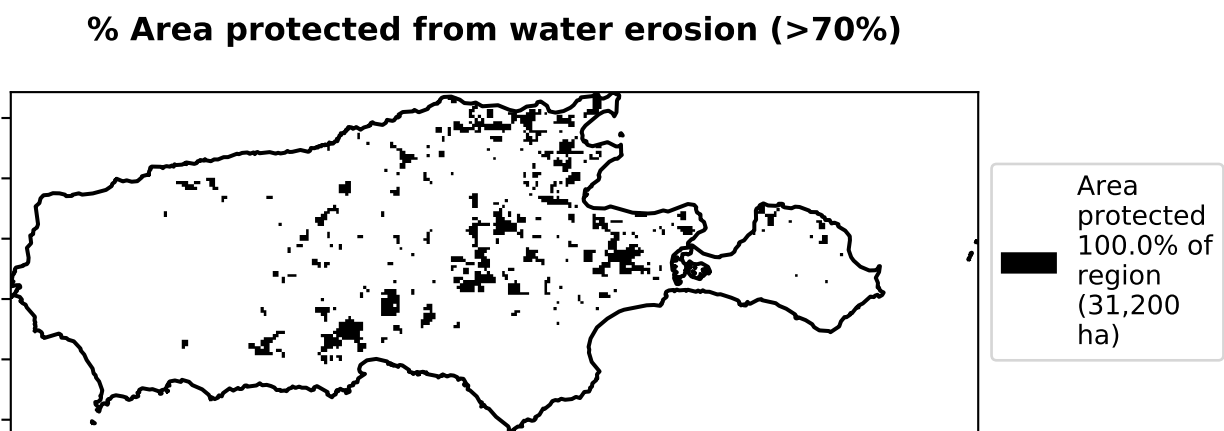 % Area protected from water erosion (>70%)
Area
protected
100.0% of
region
(31,200
ha)